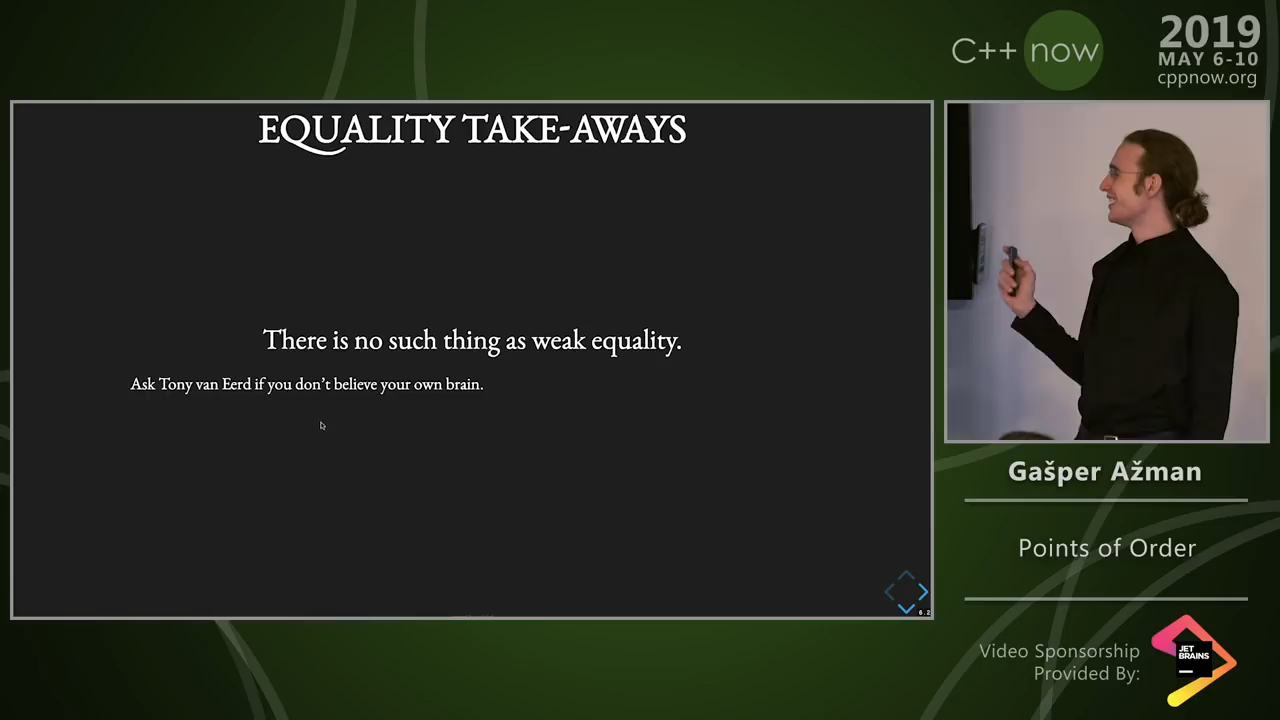 C++ now
2019
MAY 6-10
cppnow.org
EQUALITY TAKE-AWAYS
There is no such thing as weak equality.
Ask Tony van Eerd if you don't believe your own brain.
6.2
Gašper Ažman
Points of Order
Video Sponsorship
Provided By:
JET
BRAINS